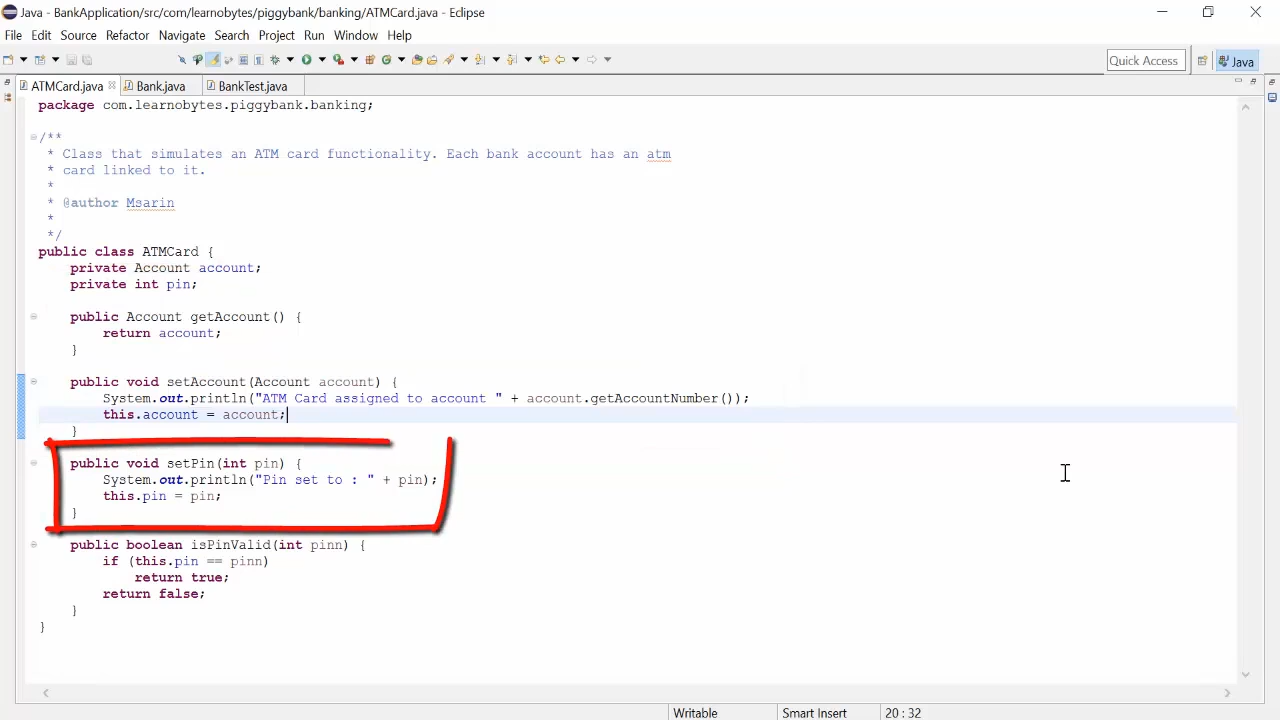 Java - BankApplication/src/com/learnobytes/piggybank/banking/ATMCard.java - Eclipse
File Edit Source Refactor Navigate Search Project Run Window Help
Quick Access Java
ATMCard.java Bank.java BankTest.java
package com.learnobytes.piggybank.banking;
/**
* Class that simulates an ATM card functionality. Each bank account has an atm
* card linked to it.
*
* @author Msarin
*
*/
public class ATMCard {
private Account account;
private int pin;
public Account getAccount() {
return account;
}
public void setAccount(Account account) {
System.out.println("ATM Card assigned to account " + account.getAccountNumber());
this.account = account;
}
public void setPin(int pin) {
System.out.println("Pin set to : " + pin);
this.pin = pin;
}
public boolean isPinValid(int pinn) {
if (this.pin == pinn)
return true;
return false;
}
}
Writable Smart Insert 20 : 32